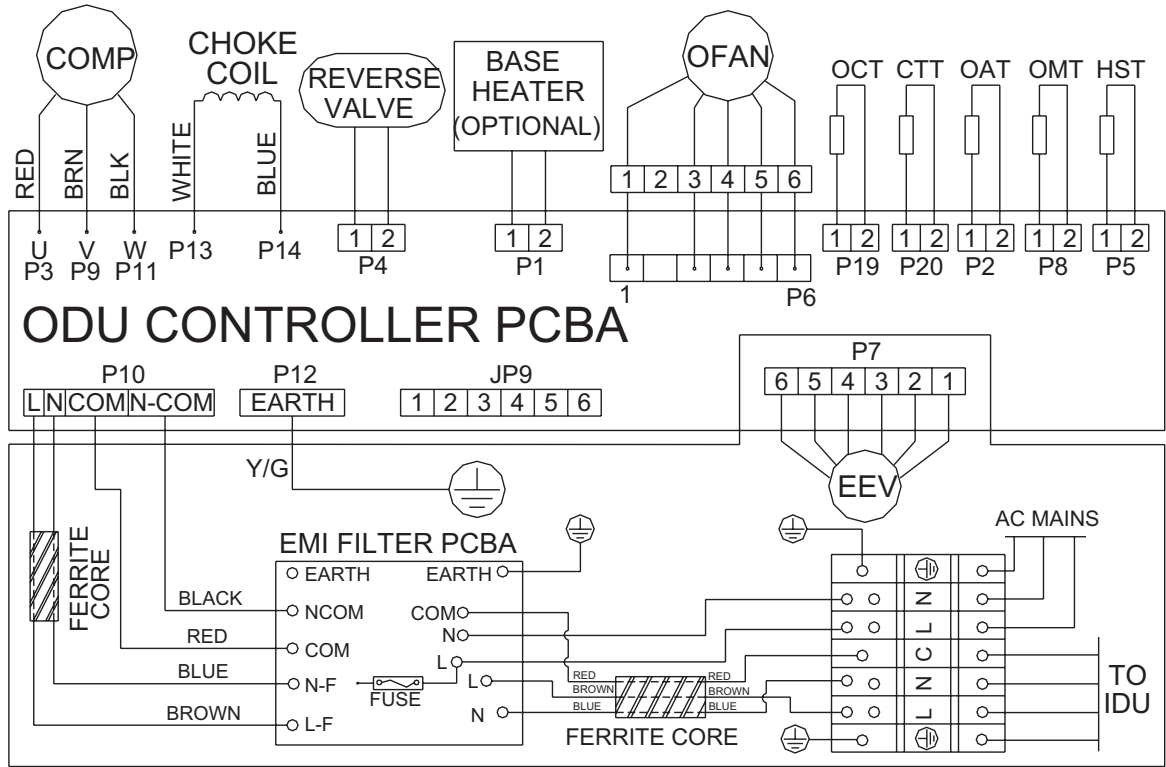 COMP
CHOKE
COIL
REVERSE
VALVE
BASE
HEATER
(OPTIONAL)
OFAN
OCT CTT OAT OMT HST
RED
BRN
BLK
WHITE
BLUE
1 2 3 4 5 6
U V W
P3 P9 P11
P13
P14
1 2
P4
1 2
P1
1
P6
1 2
P19
1 2
P20
1 2
P2
1 2
P8
1 2
P5
ODU CONTROLLER PCBA
P7
6 5 4 3 2 1
P10
L N COM N-COM
P12
EARTH
JP9
1 2 3 4 5 6
Y/G
EEV
AC MAINS
FERRITE
CORE
EMI FILTER PCBA
EARTH EARTH
BLACK
NCOM
COM
N
RED
COM
L
BLUE
N-F
FUSE
L
BROWN
L-F
N
RED RED
BROWN BROWN
BLUE BLUE
FERRITE CORE
N
L
C
N
L
TO
IDU